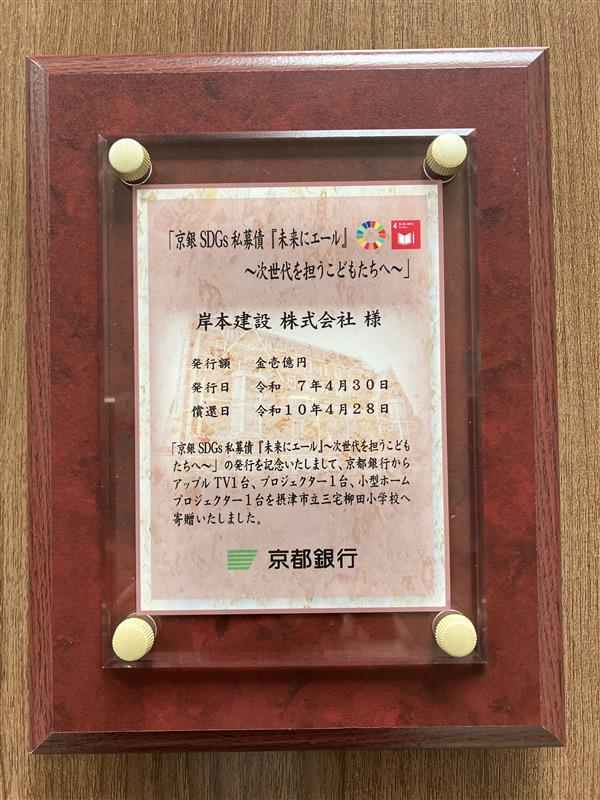 「京銀 SDGs 私募債『未来にエール』
～次世代を担うこどもたちへ～」
4
岸本建設 株式会社 様
発行額 金壱億円
発行日 令和 7年4月30日
償還日 令和10年4月28日
「京銀 SDGs 私募債『未来にエール』～次世代を担うこども
たちへ～」の発行を記念いたしまして、京都銀行から
アップルTV1台、プロジェクター1台、小型ホーム
プロジェクター1台を摂津市立三宅柳田小学校へ
寄贈いたしました。
京都銀行